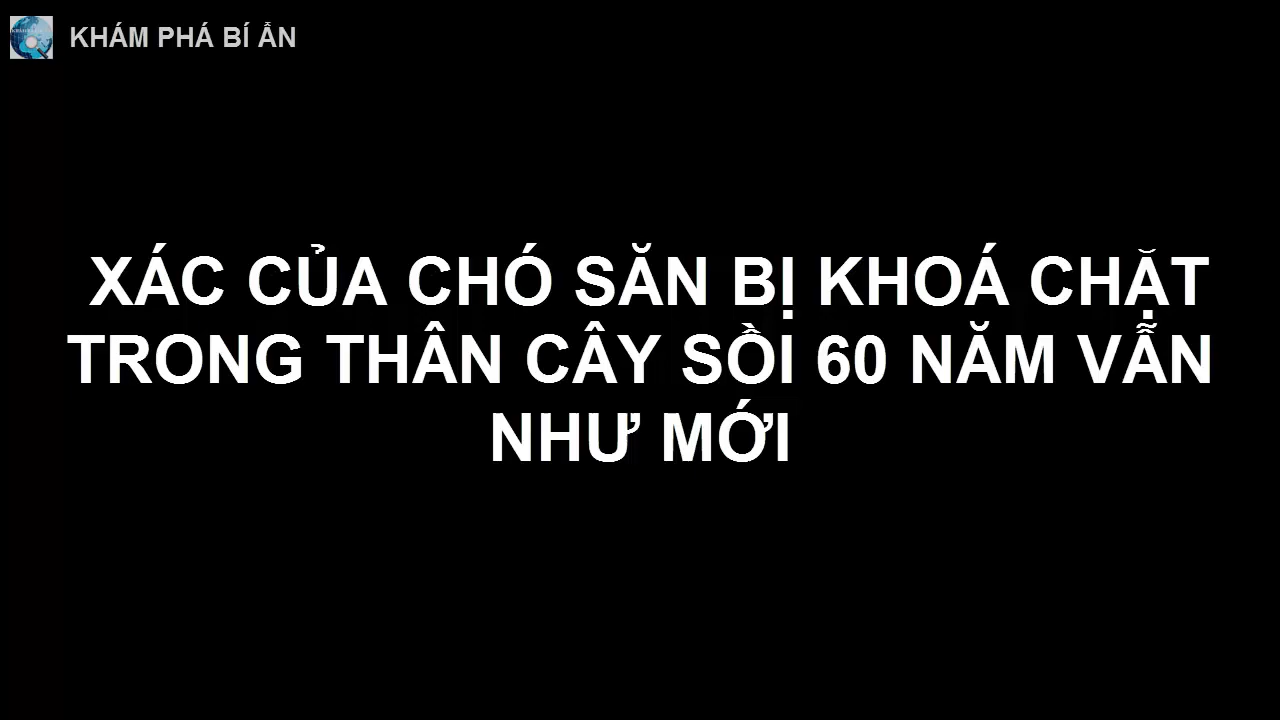 KHÁM PHÁ BÍ ẨN
XÁC CỦA CHÓ SĂN BỊ KHOÁ CHẶT
TRONG THÂN CÂY SỒI 60 NĂM VẪN
NHƯ MỚI